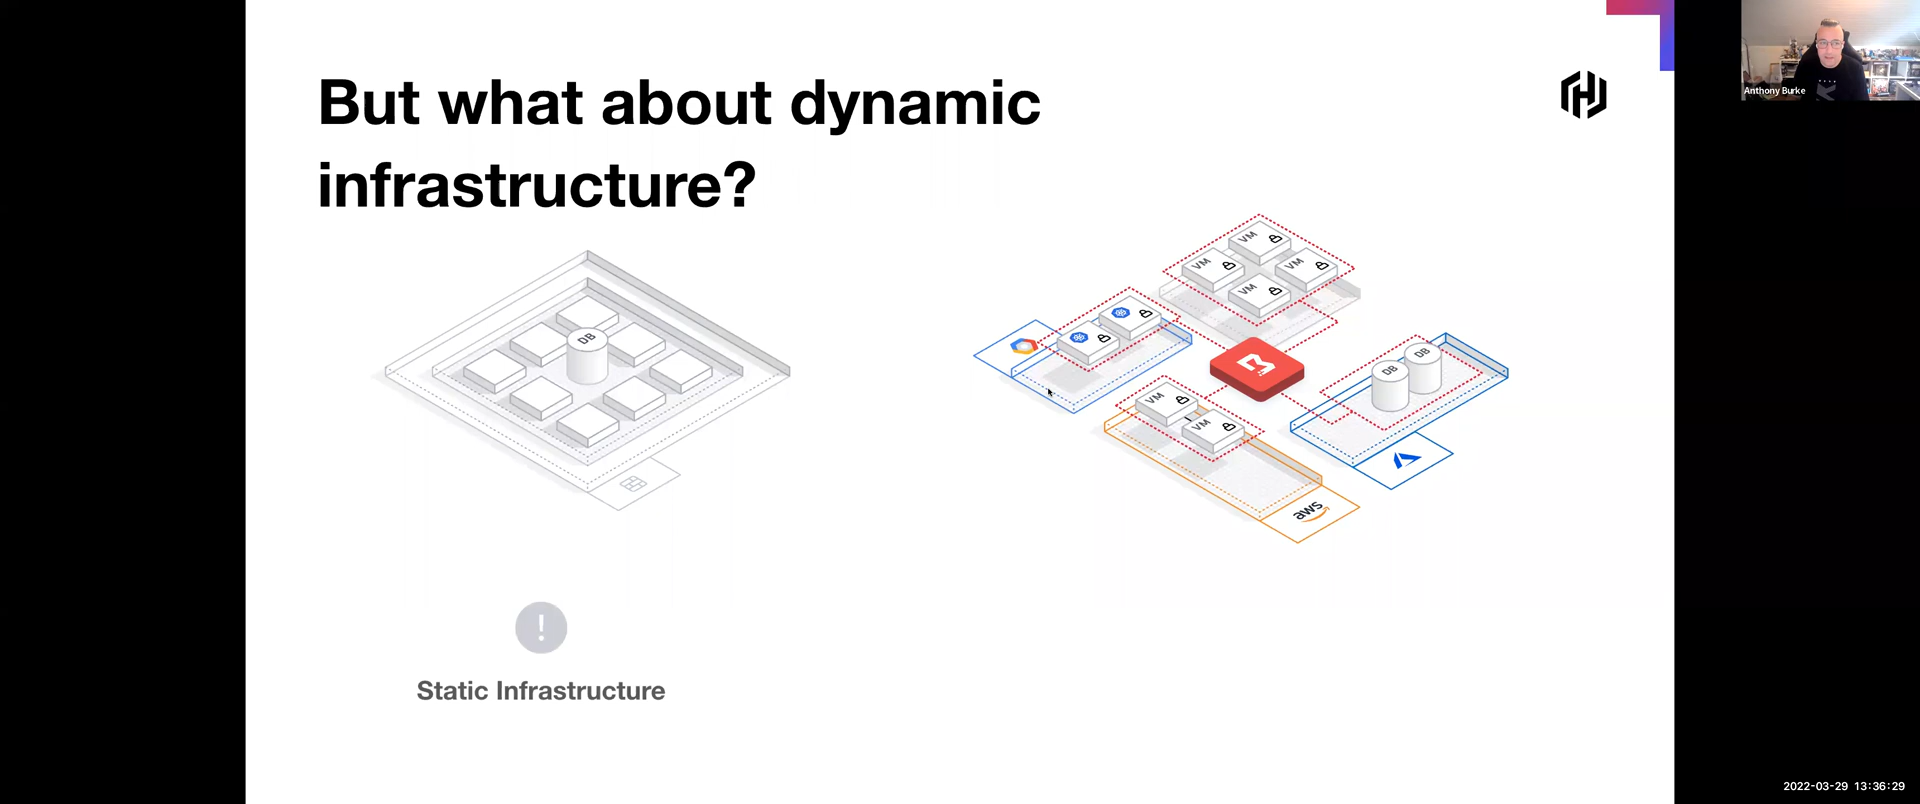 But what about dynamic
infrastructure?
Anthony Burke
DB
VM
VM
VM
VM
DB
DB
VM
VM
aws
Static Infrastructure
2022-03-29 13:36:29